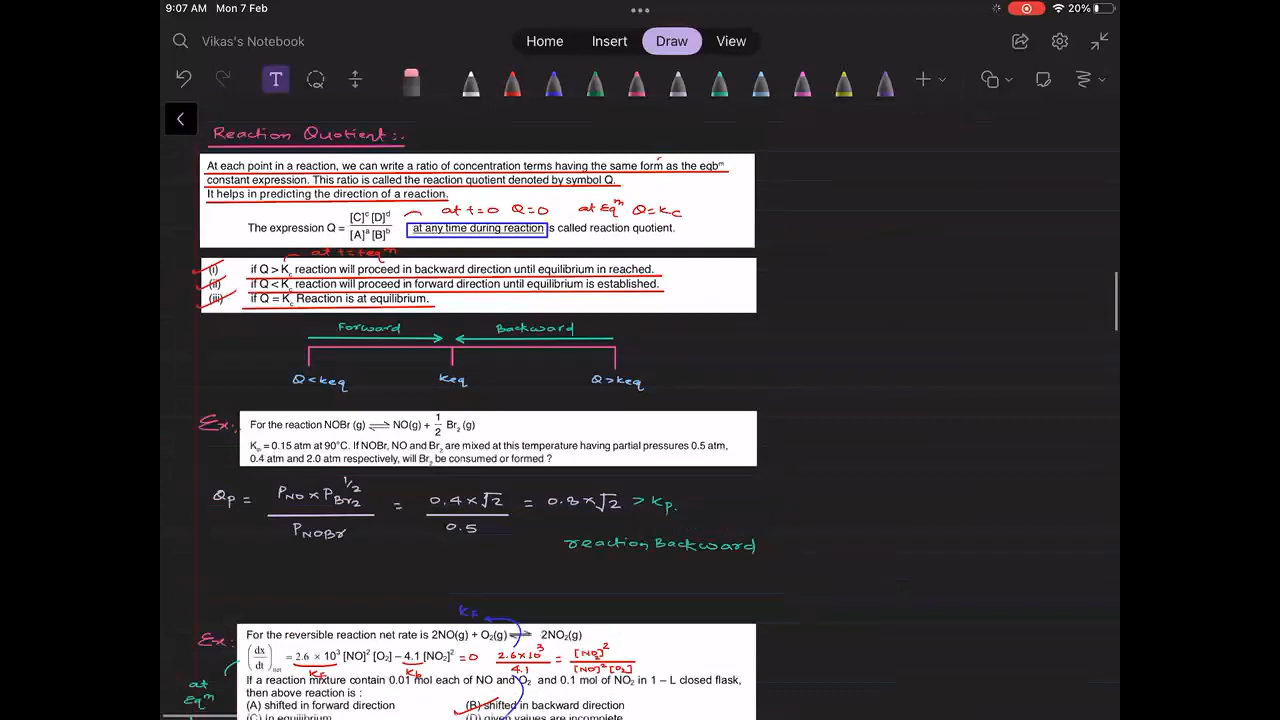 9:07 AM Mon 7 Feb
20%
Vikas's Notebook
Home Insert Draw View
Reaction Quotient:-
At each point in a reaction, we can write a ratio of concentration terms having the same form as the eqbᵐ
constant expression. This ratio is called the reaction quotient denoted by symbol Q.
It helps in predicting the direction of a reaction.
at t=0 Q=0 at Eqᵐ Q=Kc
The expression Q = [C]ᶜ [D]ᵈ / [A]ᵃ [B]ᵇ at any time during reaction is called reaction quotient.
at t=teqᵐ
(i) if Q > Kc reaction will proceed in backward direction until equilibrium in reached.
(ii) if Q < Kc reaction will proceed in forward direction until equilibrium is established.
(iii) if Q = Kc Reaction is at equilibrium.
Forward Backward
Q<keq keq Q>keq
Ex:
For the reaction NOBr (g) ⇌ NO(g) + 1/2 Br₂ (g)
= 0.15 atm at 90°C. If NOBr, NO and Br₂ are mixed at this temperature having partial pressures 0.5 atm,
0.4 atm and 2.0 atm respectively, will Br₂ be consumed or formed ?
Qp = PNO × PBr₂^1/2 / PNOBr = 0.4 × √2 / 0.5 = 0.8 × √2 > Kp.
reaction Backward
Kf
Ex:
For the reversible reaction net rate is 2NO(g) + O₂(g) ⇌ 2NO₂(g)
(dx/dt)net = 2.6 × 10³ [NO]² [O₂] – 4.1 [NO₂]² = 0 2.6×10³ / 4.1 = [NO₂]² / [NO]² [O₂]
Kf Kb
If a reaction mixture contain 0.01 mol each of NO and O₂ and 0.1 mol of NO₂ in 1 – L closed flask,
at Eqᵐ
then above reaction is :
(A) shifted in forward direction (B) shifted in backward direction
(C) In equilibrium (D) given values are incomplete